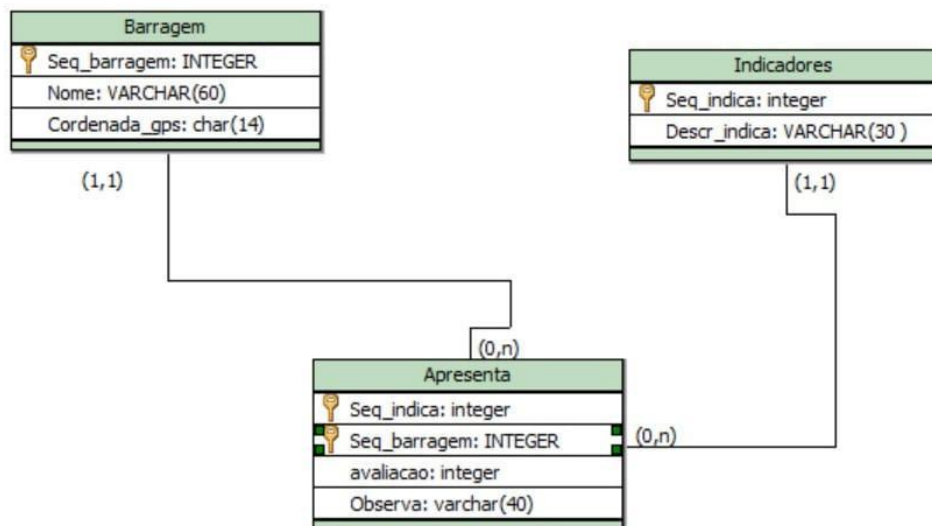 Barragem
Seq_barragem: INTEGER
Nome: VARCHAR(60)
Cordenada_gps: char(14)
(1,1)
Indicadores
Seq_indica: integer
Descr_indica: VARCHAR(30 )
(1,1)
(0,n)
Apresenta
Seq_indica: integer
Seq_barragem: INTEGER
(0,n)
avaliacao: integer
Observa: varchar(40)